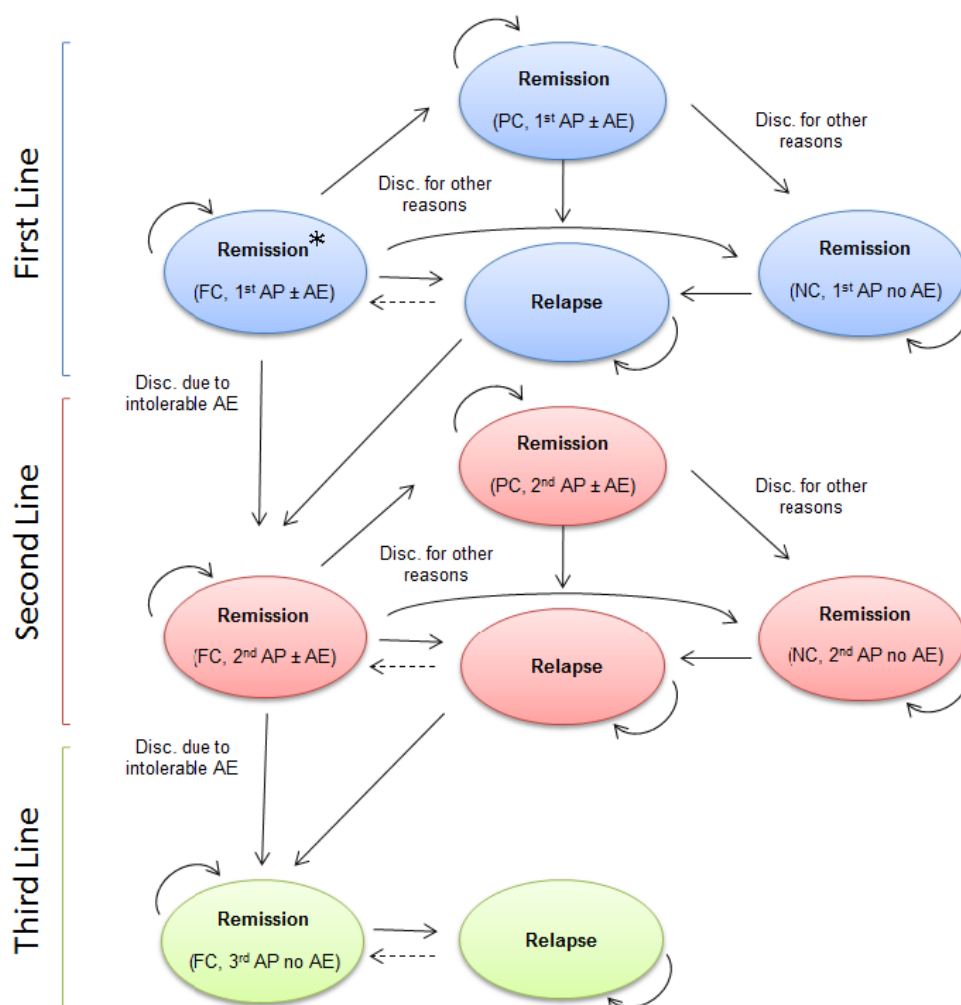 First Line
Remission
(PC, 1st AP ± AE)
Disc. for other
reasons
Disc. for other
reasons
Remission*
(FC, 1st AP ± AE)
Remission
(NC, 1st AP no AE)
Relapse
Disc. due to
intolerable AE
Second Line
Remission
(PC, 2nd AP ± AE)
Disc. for other
reasons
Disc. for other
reasons
Remission
(FC, 2nd AP ± AE)
Remission
(NC, 2nd AP no AE)
Relapse
Disc. due to
intolerable AE
Third Line
Remission
(FC, 3rd AP no AE)
Relapse